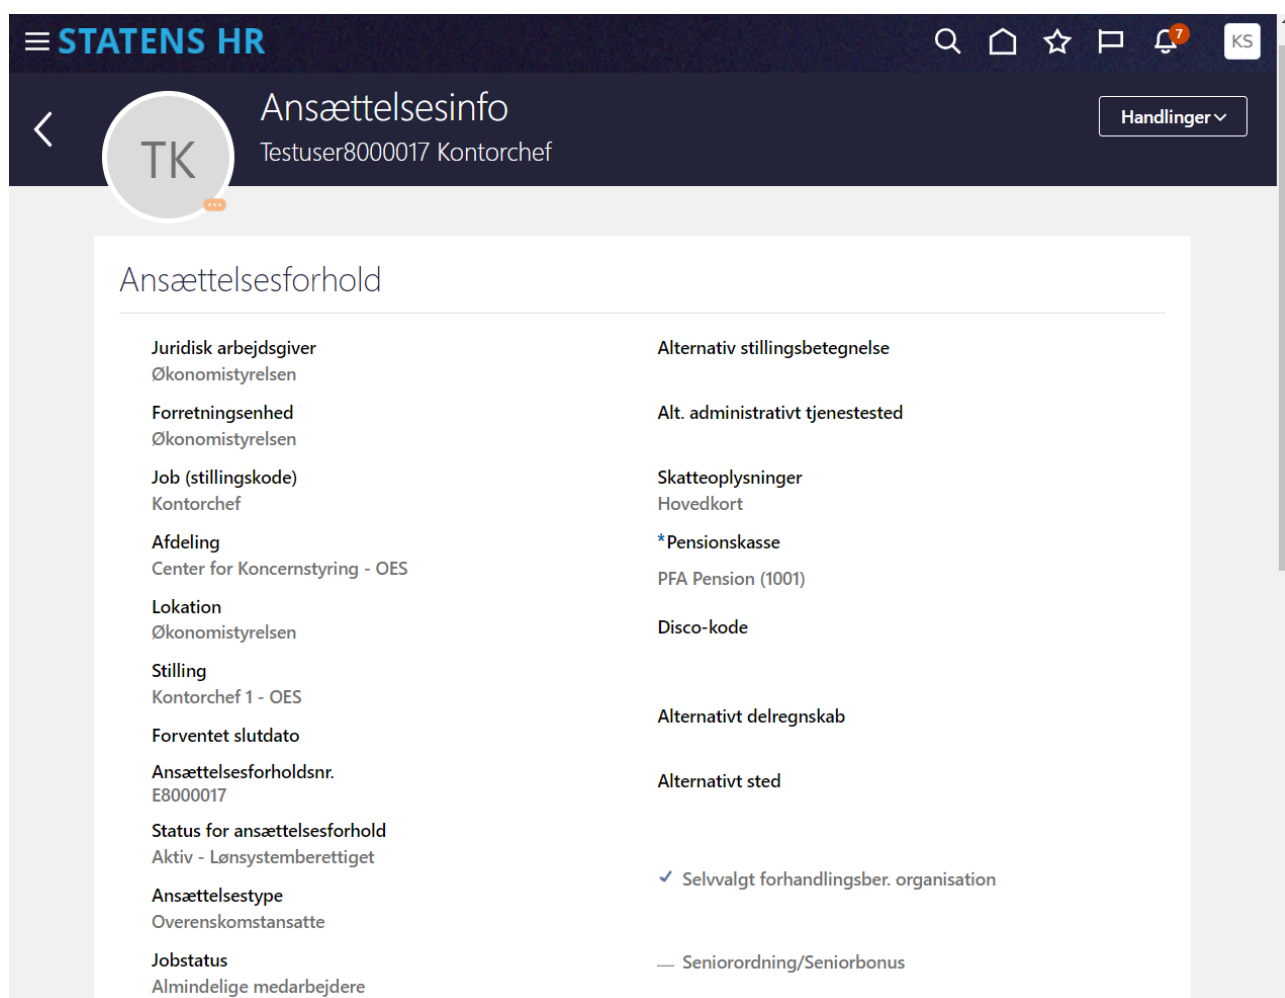 STATENS HR
7
KS
Ansættelsesinfo
Handlinger
TK
Testuser8000017 Kontorchef
Ansættelsesforhold
Juridisk arbejdsgiver
Økonomistyrelsen
Forretningsenhed
Økonomistyrelsen
Job (stillingskode)
Kontorchef
Afdeling
Center for Koncernstyring - OES
Lokation
Økonomistyrelsen
Stilling
Kontorchef 1 - OES
Forventet slutdato
Ansættelsesforholdsnr.
E8000017
Status for ansættelsesforhold
Aktiv - Lønsystemberettiget
Ansættelsestype
Overenskomstansatte
Jobstatus
Almindelige medarbejdere
Alternativ stillingsbetegnelse
Alt. administrativt tjenestested
Skatteoplysninger
Hovedkort
*Pensionskasse
PFA Pension (1001)
Disco-kode
Alternativt delregnskab
Alternativt sted
Selvvalgt forhandlingsber. organisation
Seniorordning/Seniorbonus